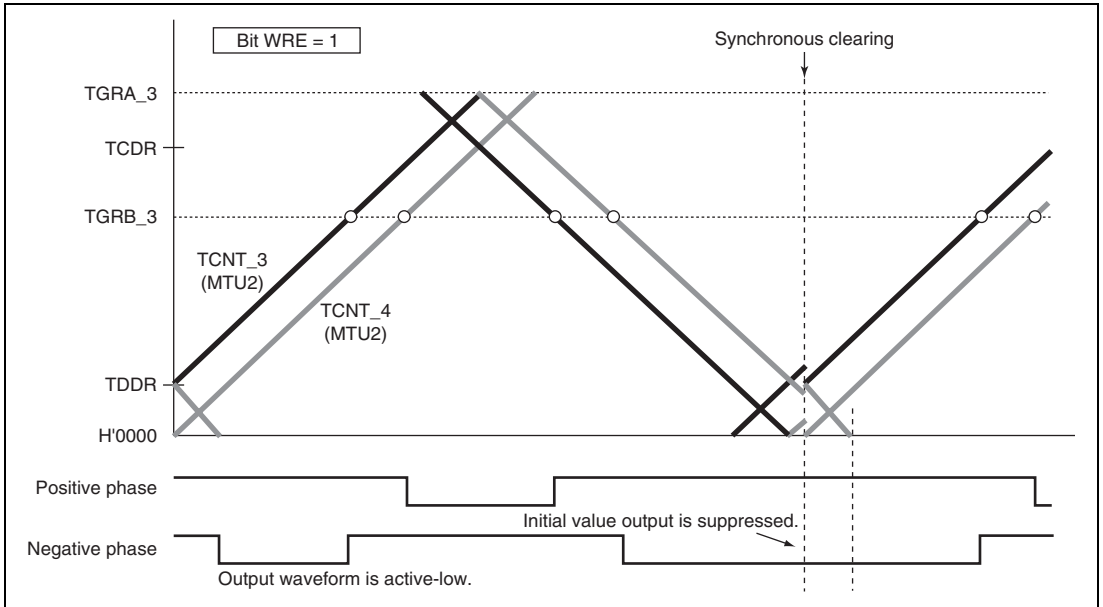 Bit WRE = 1
Synchronous clearing
TGRA_3
TCDR
TGRB_3
TCNT_3
(MTU2)
TCNT_4
(MTU2)
TDDR
H'0000
Positive phase
Initial value output is suppressed.
Negative phase
Output waveform is active-low.